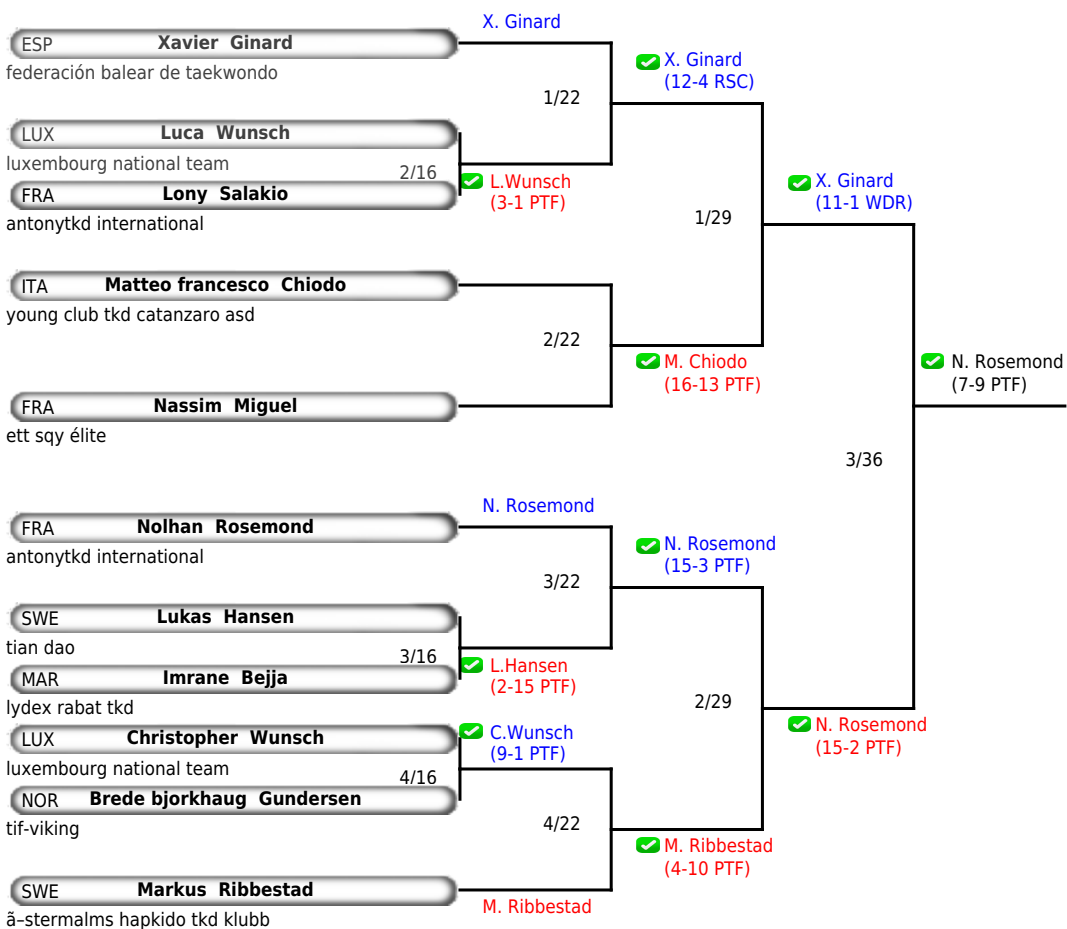 X. Ginard
ESP Xavier Ginard
federación balear de taekwondo
X. Ginard
(12-4 RSC)
1/22
LUX Luca Wunsch
luxembourg national team
2/16
L.Wunsch
(3-1 PTF)
FRA Lony Salakio
antonytkd international
X. Ginard
(11-1 WDR)
1/29
ITA Matteo francesco Chiodo
young club tkd catanzaro asd
2/22
M. Chiodo
(16-13 PTF)
N. Rosemond
(7-9 PTF)
FRA Nassim Miguel
ett sqy élite
3/36
N. Rosemond
FRA Nolhan Rosemond
antonytkd international
N. Rosemond
(15-3 PTF)
3/22
SWE Lukas Hansen
tian dao
3/16
L.Hansen
(2-15 PTF)
MAR Imrane Bejja
lydex rabat tkd
2/29
N. Rosemond
(15-2 PTF)
LUX Christopher Wunsch
C.Wunsch
(9-1 PTF)
luxembourg national team
4/16
NOR Brede bjorkhaug Gundersen
tif-viking
4/22
M. Ribbestad
(4-10 PTF)
SWE Markus Ribbestad
M. Ribbestad
ã–stermalms hapkido tkd klubb